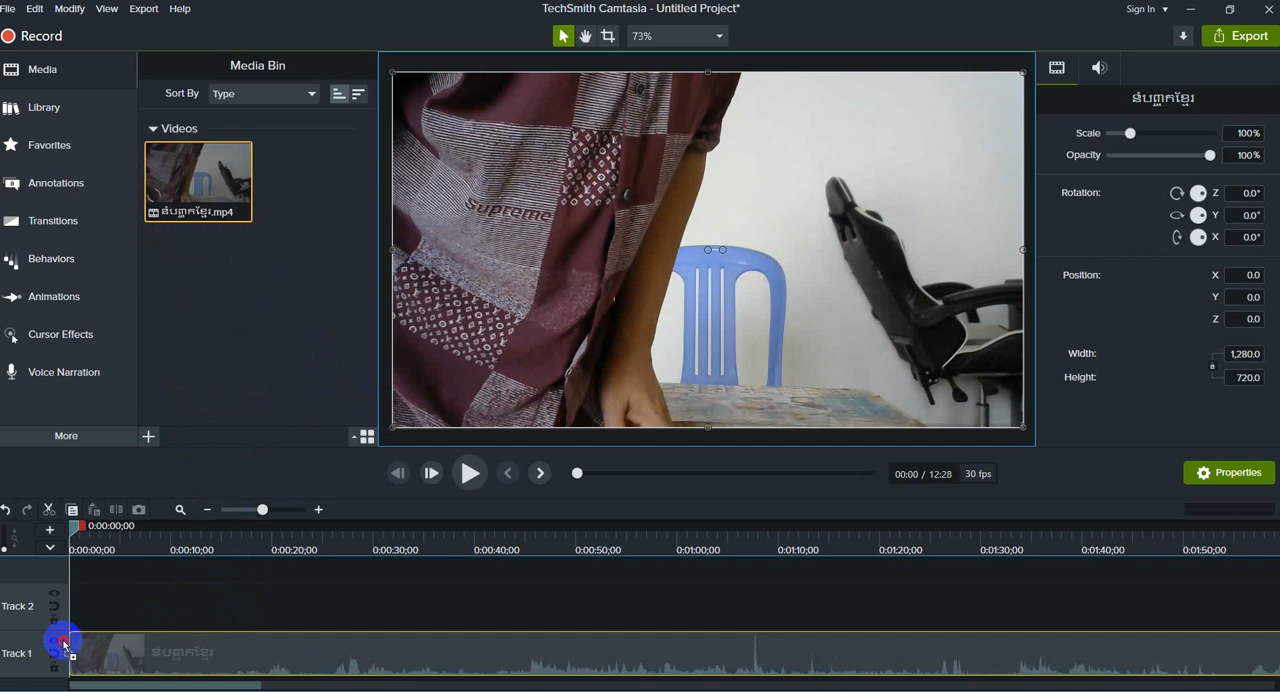 File Edit Modify View Export Help
TechSmith Camtasia - Untitled Project*
Sign In
Record
73%
Export
Media
Library
Favorites
Annotations
Transitions
Behaviors
Animations
Cursor Effects
Voice Narration
More
Media Bin
Sort By Type
Videos
នំបញ្ចុកខ្មែរ.mp4
Supreme
នំបញ្ចុកខ្មែរ
Scale 100%
Opacity 100%
Rotation: Z 0.0°
Y 0.0°
X 0.0°
Position: X 0.0
Y 0.0
Z 0.0
Width: 1,280.0
Height: 720.0
00:00 / 12:28 30 fps
Properties
0:00:00;00
0:00:00;00 0:00:10;00 0:00:20;00 0:00:30;00 0:00:40;00 0:00:50;00 0:01:00;00 0:01:10;00 0:01:20;00 0:01:30;00 0:01:40;00 0:01:50;00
Track 2
Track 1
នំបញ្ចុកខ្មែរ